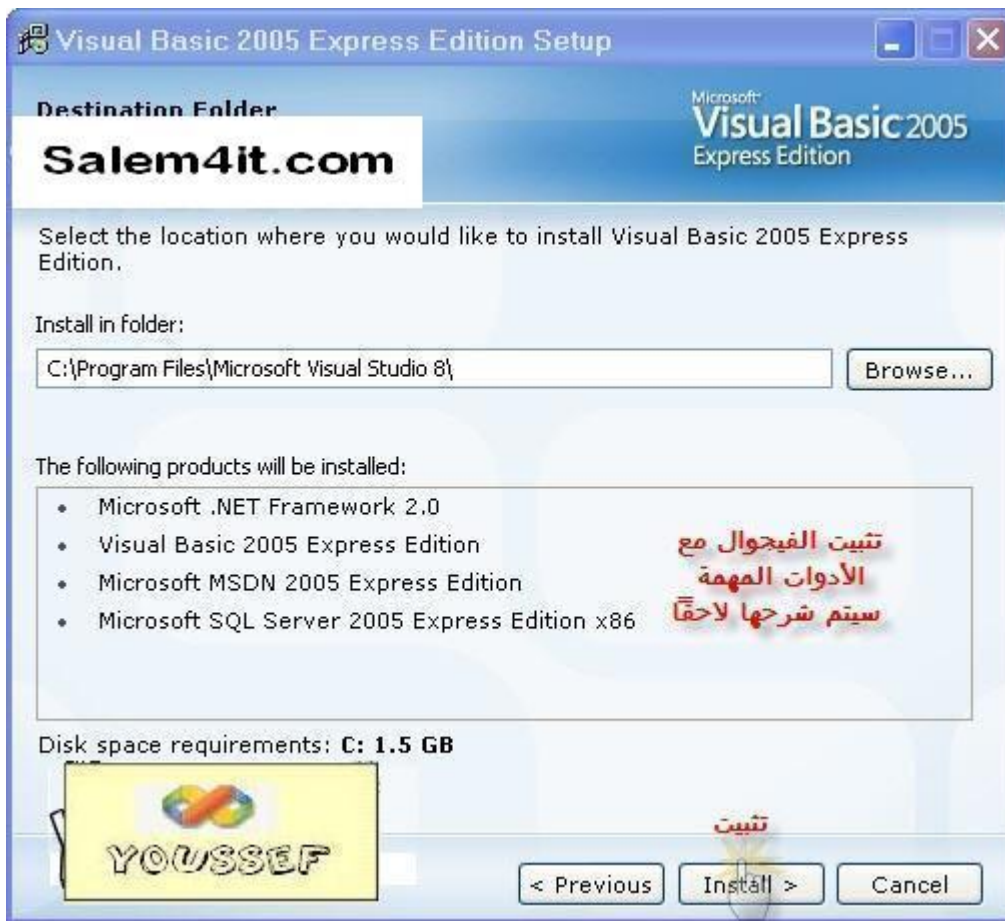 Visual Basic 2005 Express Edition Setup
Destination Folder
Microsoft
Visual Basic 2005
Express Edition
Salem4it.com
Select the location where you would like to install Visual Basic 2005 Express
Edition.
Install in folder:
C:\Program Files\Microsoft Visual Studio 8\
Browse...
The following products will be installed:
• Microsoft .NET Framework 2.0
• Visual Basic 2005 Express Edition
• Microsoft MSDN 2005 Express Edition
• Microsoft SQL Server 2005 Express Edition x86
تثبيت الفيجوال مع
الأدوات المهمة
سيتم شرحها لاحقًا
Disk space requirements: C: 1.5 GB
YOUSSEF
تثبيت
< Previous
Install >
Cancel